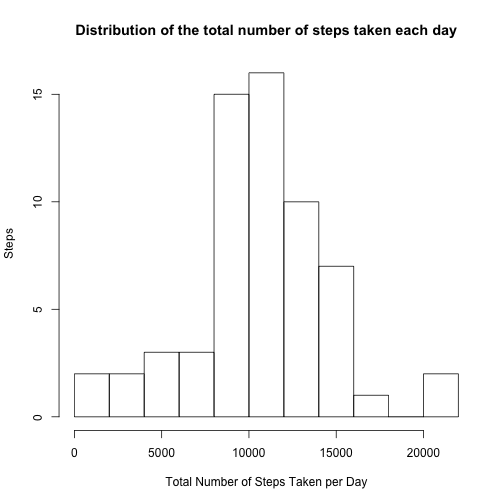 Distribution of the total number of steps taken each day
15
10
5
0
Steps
0 5000 10000 15000 20000
Total Number of Steps Taken per Day